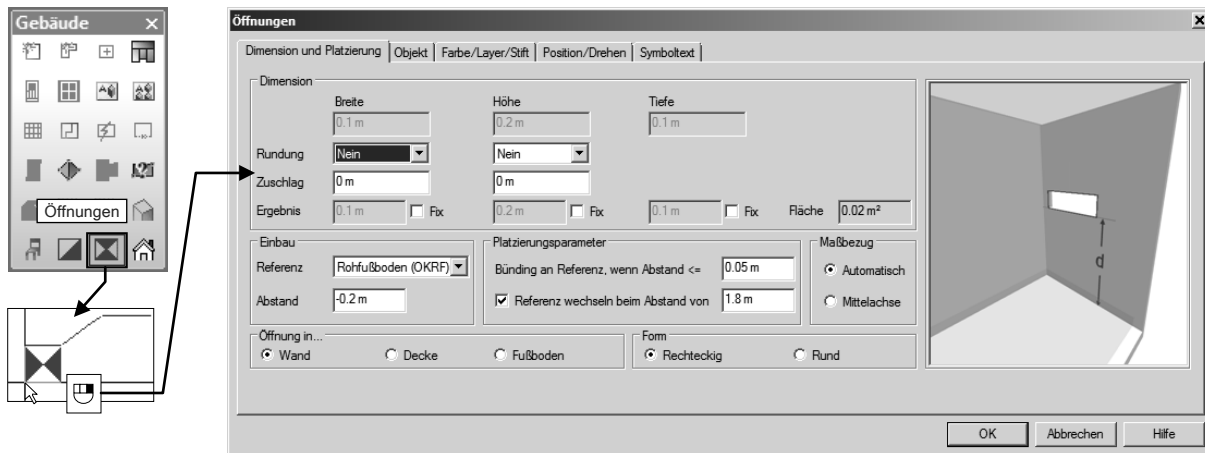 Gebäude
Öffnungen
Öffnungen
Dimension und Platzierung Objekt Farbe/Layer/Stift Position/Drehen Symboltext
Dimension
Breite Höhe Tiefe
0.1 m 0.2 m 0.1 m
Rundung Nein Nein
Zuschlag 0 m 0 m
Ergebnis 0.1 m Fix 0.2 m Fix 0.1 m Fix Fläche 0.02 m²
Einbau Platzierungsparameter Maßbezug
Referenz Rohfußboden (OKRF) Bünding an Referenz, wenn Abstand <= 0.05 m Automatisch
Abstand -0.2 m Referenz wechseln beim Abstand von 1.8 m Mittelachse
Öffnung in... Form
Wand Decke Fußboden Rechteckig Rund
d
OK Abbrechen Hilfe